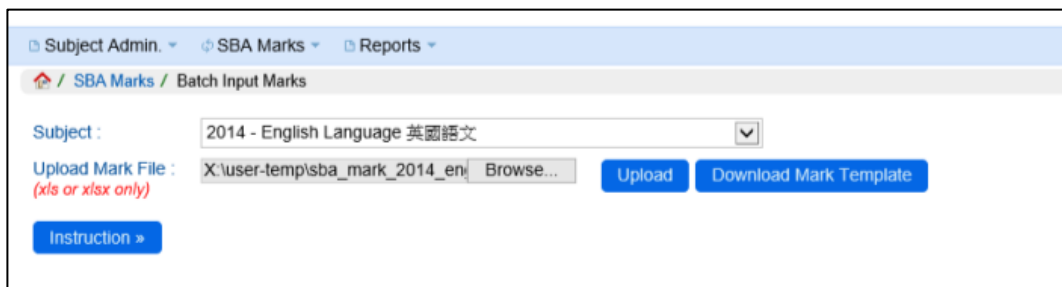 Subject Admin. SBA Marks Reports
/ SBA Marks / Batch Input Marks
Subject : 2014 - English Language 英國語文
Upload Mark File : X:\user-temp\sba_mark_2014_en Browse... Upload Download Mark Template
(xls or xlsx only)
Instruction »